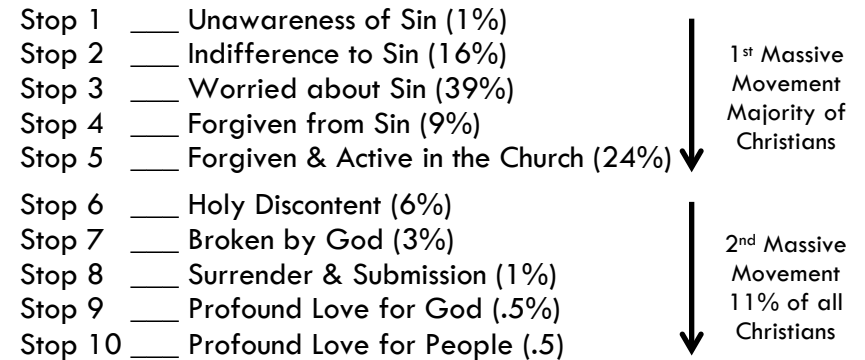 Stop 1 ___ Unawareness of Sin (1%)
Stop 2 ___ Indifference to Sin (16%)
Stop 3 ___ Worried about Sin (39%)
Stop 4 ___ Forgiven from Sin (9%)
Stop 5 ___ Forgiven & Active in the Church (24%)
1st Massive
Movement
Majority of
Christians
Stop 6 ___ Holy Discontent (6%)
Stop 7 ___ Broken by God (3%)
Stop 8 ___ Surrender & Submission (1%)
Stop 9 ___ Profound Love for God (.5%)
Stop 10 ___ Profound Love for People (.5)
2nd Massive
Movement
11% of all
Christians